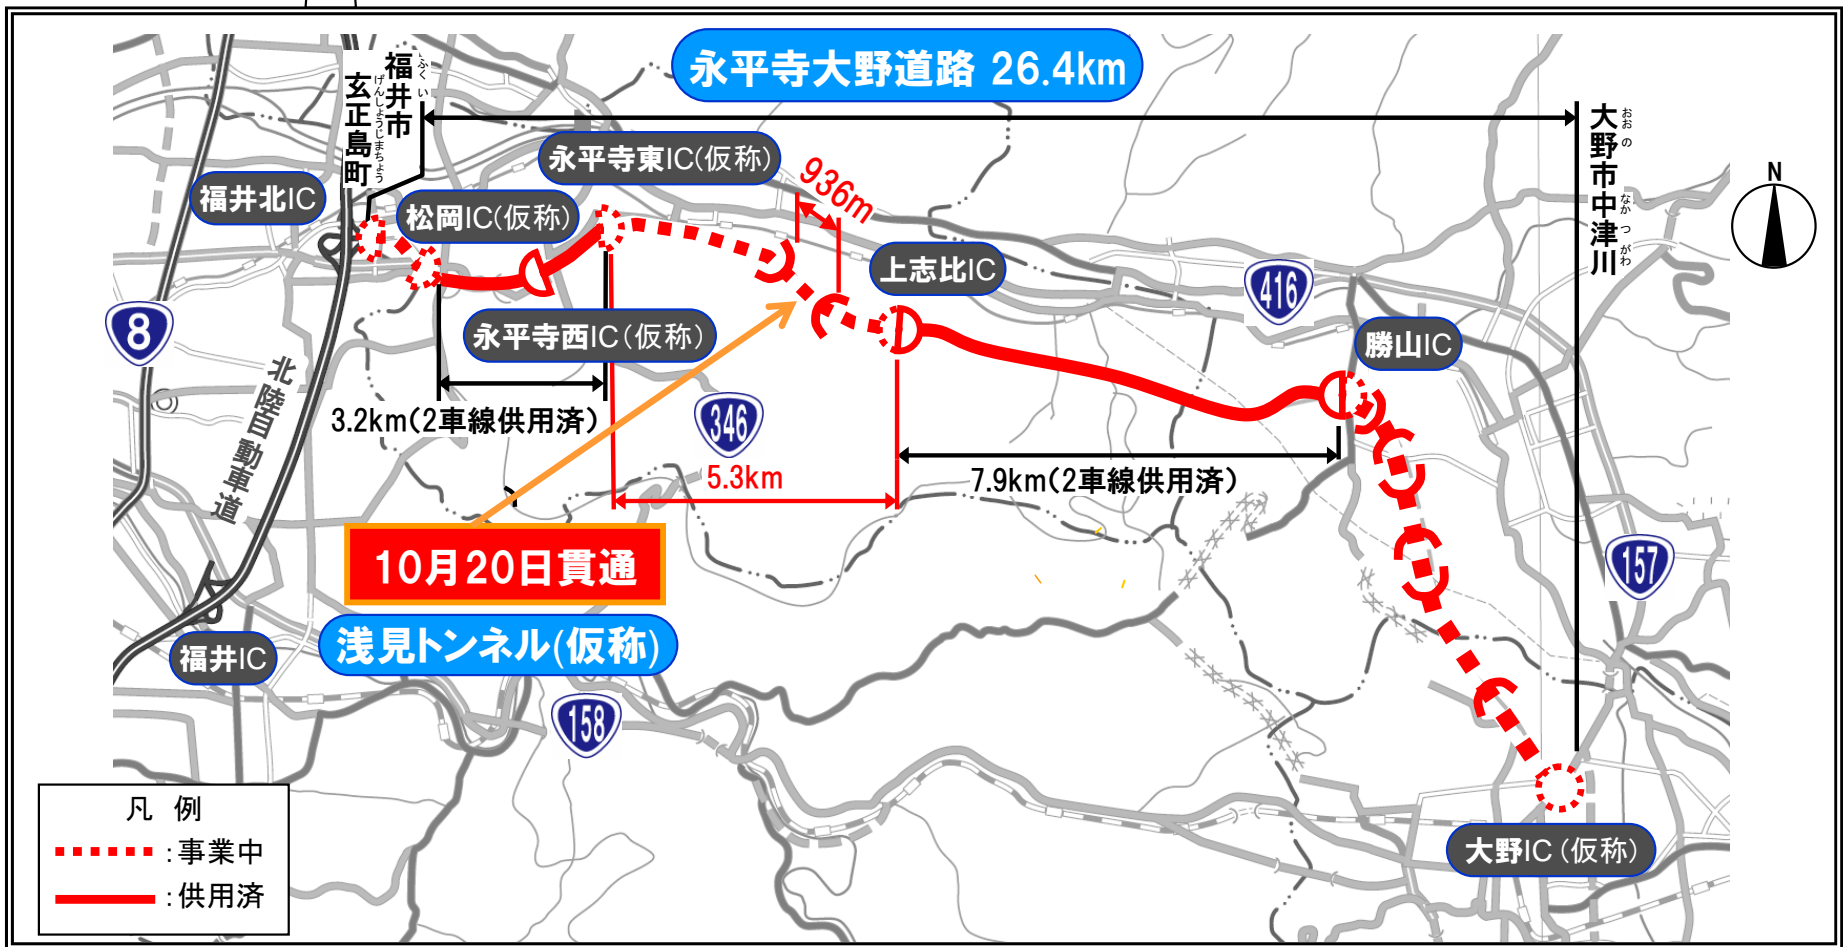 永平寺大野道路 26.4km
福井市
ふくい
玄正島町
げんしょうじまちょう
大野市中津川
おおの
なかつがわ
N
永平寺東IC(仮称)
936m
福井北IC
松岡IC(仮称)
上志比IC
416
8
永平寺西IC(仮称)
勝山IC
北陸自動車道
3.2km(2車線供用済)
346
5.3km
7.9km(2車線供用済)
10月20日貫通
157
浅見トンネル(仮称)
福井IC
158
大野IC(仮称)
凡 例
:事業中
:供用済